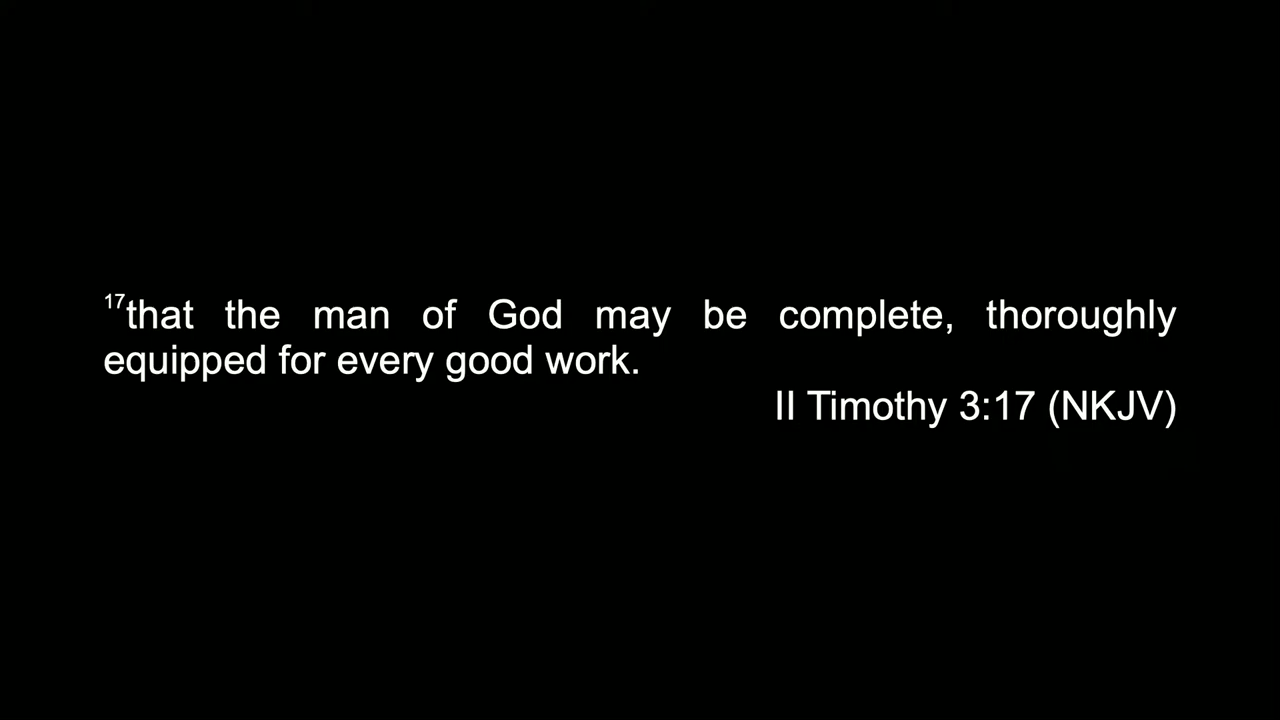 17that the man of God may be complete, thoroughly
equipped for every good work.
II Timothy 3:17 (NKJV)